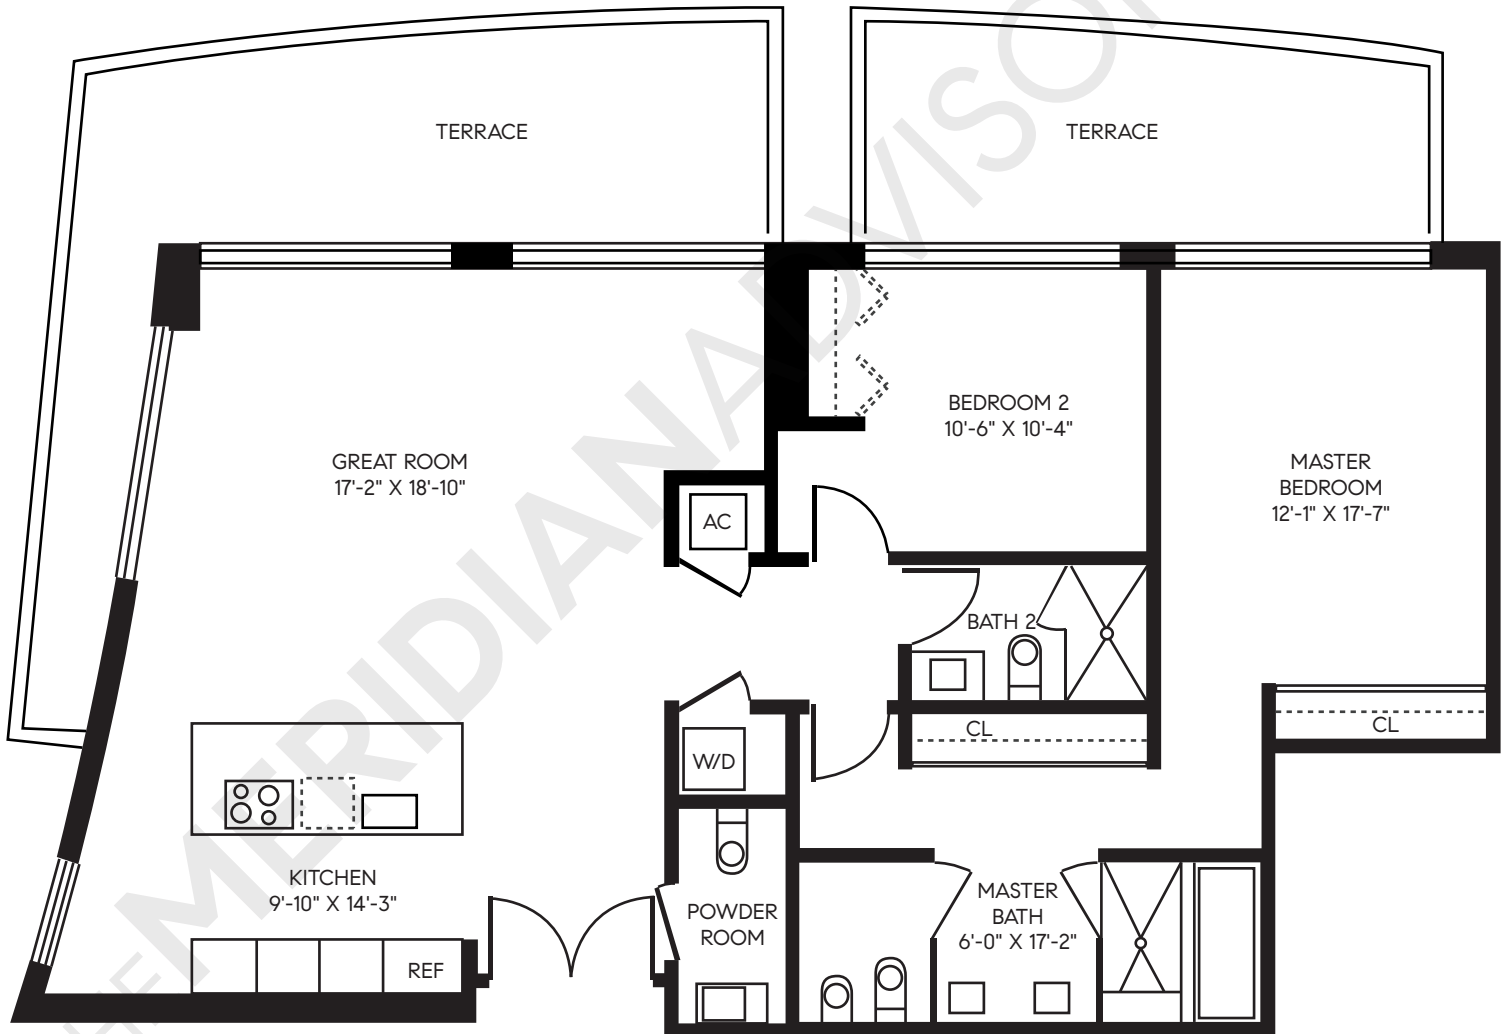 TERRACE
TERRACE
BEDROOM 2
10'-6" X 10'-4"
GREAT ROOM
17'-2" X 18'-10"
MASTER
BEDROOM
12'-1" X 17'-7"
AC
BATH 2
CL
CL
W/D
KITCHEN
9'-10" X 14'-3"
MASTER
BATH
6'-0" X 17'-2"
POWDER
ROOM
REF
THE MERIDIAN ADVISOR